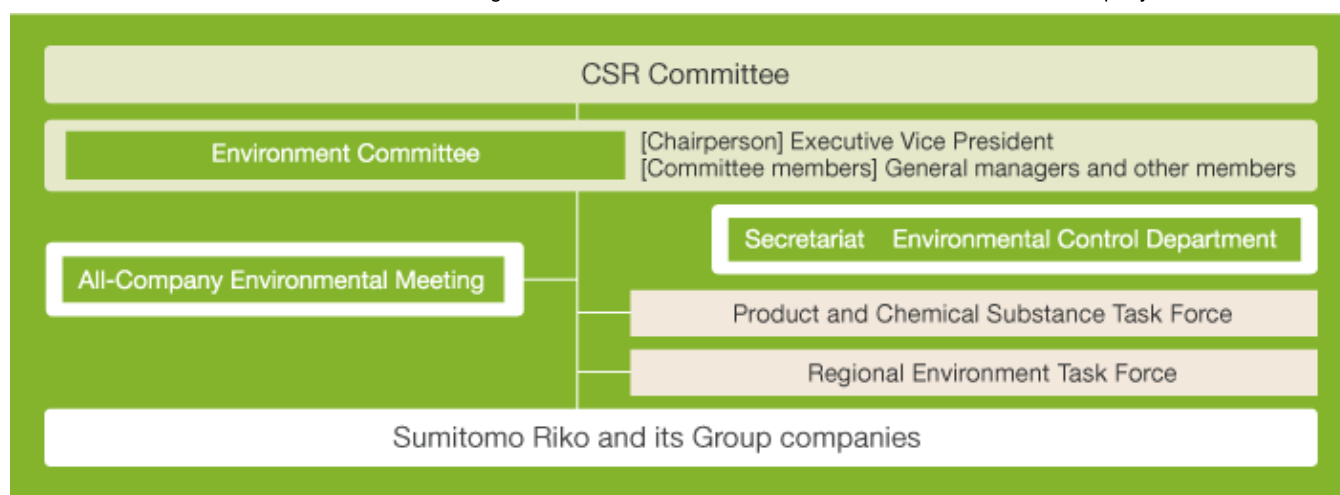 CSR Committee
Environment Committee
[Chairperson] Executive Vice President
[Committee members] General managers and other members
Secretariat Environmental Control Department
All-Company Environmental Meeting
Product and Chemical Substance Task Force
Regional Environment Task Force
Sumitomo Riko and its Group companies